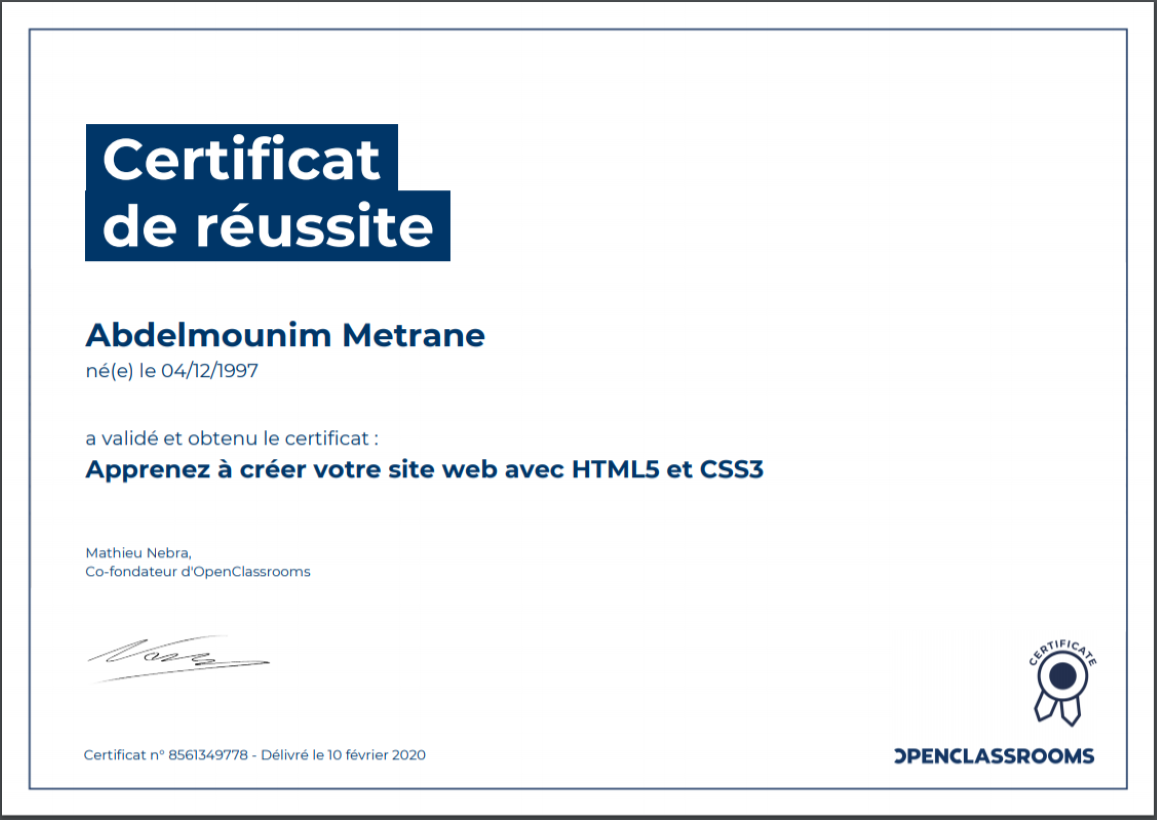 Certificat
de réussite
Abdelmounim Metrane
né(e) le 04/12/1997
a validé et obtenu le certificat :
Apprenez à créer votre site web avec HTML5 et CSS3
Mathieu Nebra,
Co-fondateur d'OpenClassrooms
CERTIFICATE
Certificat n° 8561349778 - Délivré le 10 février 2020
OPENCLASSROOMS